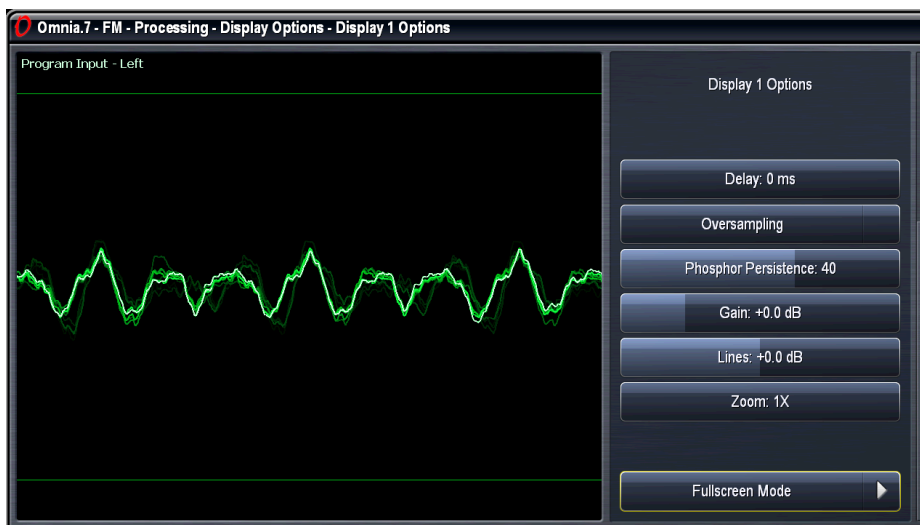 Omnia.7 - FM - Processing - Display Options - Display 1 Options
Program Input - Left
Display 1 Options
Delay: 0 ms
Oversampling
Phosphor Persistence: 40
Gain: +0.0 dB
Lines: +0.0 dB
Zoom: 1X
Fullscreen Mode